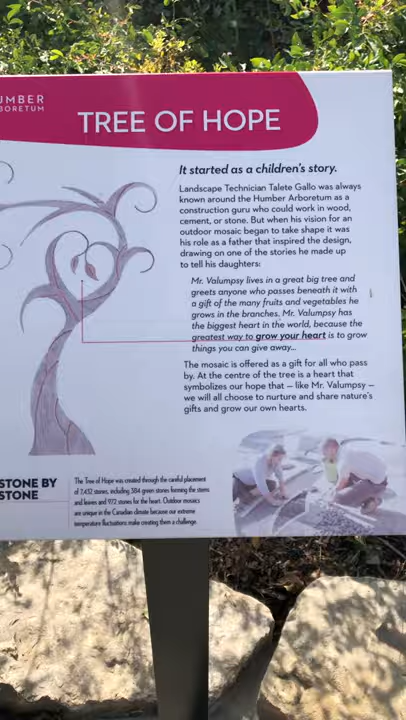 UMBER
BORETUM
TREE OF HOPE
It started as a children's story.
Landscape Technician Talete Gallo was always
known around the Humber Arboretum as a
construction guru who could work in wood,
cement, or stone. But when his vision for an
outdoor mosaic began to take shape it was
his role as a father that inspired the design,
drawing on one of the stories he made up
to tell his daughters:
Mr. Valumpsy lives in a great big tree and
greets anyone who passes beneath it with
a gift of the many fruits and vegetables he
grows in the branches. Mr. Valumpsy has
the biggest heart in the world, because the
greatest way to grow your heart is to grow
things you can give away...
The mosaic is offered as a gift for all who pass
by. At the centre of the tree is a heart that
symbolizes our hope that – like Mr. Valumpsy –
we will all choose to nurture and share nature's
gifts and grow our own hearts.
STONE BY
STONE
The Tree of Hope was created through the careful placement
of 7,452 stones, including 384 green stones forming the stems
and leaves and 972 stones for the heart. Outdoor mosaics
are unique in the Canadian climate because our extreme
temperature fluctuations make creating them a challenge.